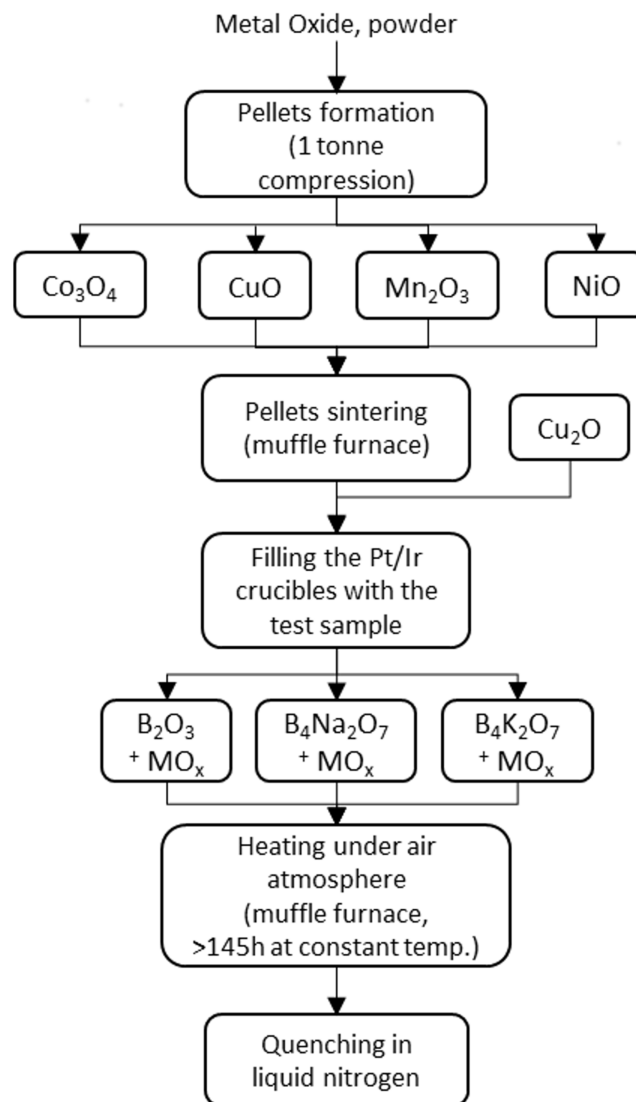 Metal Oxide, powder
Pellets formation
(1 tonne
compression)
Co₃O₄
CuO
Mn₂O₃
NiO
Pellets sintering
(muffle furnace)
Cu₂O
Filling the Pt/Ir
crucibles with the
test sample
B₂O₃
+ MOₓ
B₄Na₂O₇
+ MOₓ
B₄K₂O₇
+ MOₓ
Heating under air
atmosphere
(muffle furnace,
>145h at constant temp.)
Quenching in
liquid nitrogen